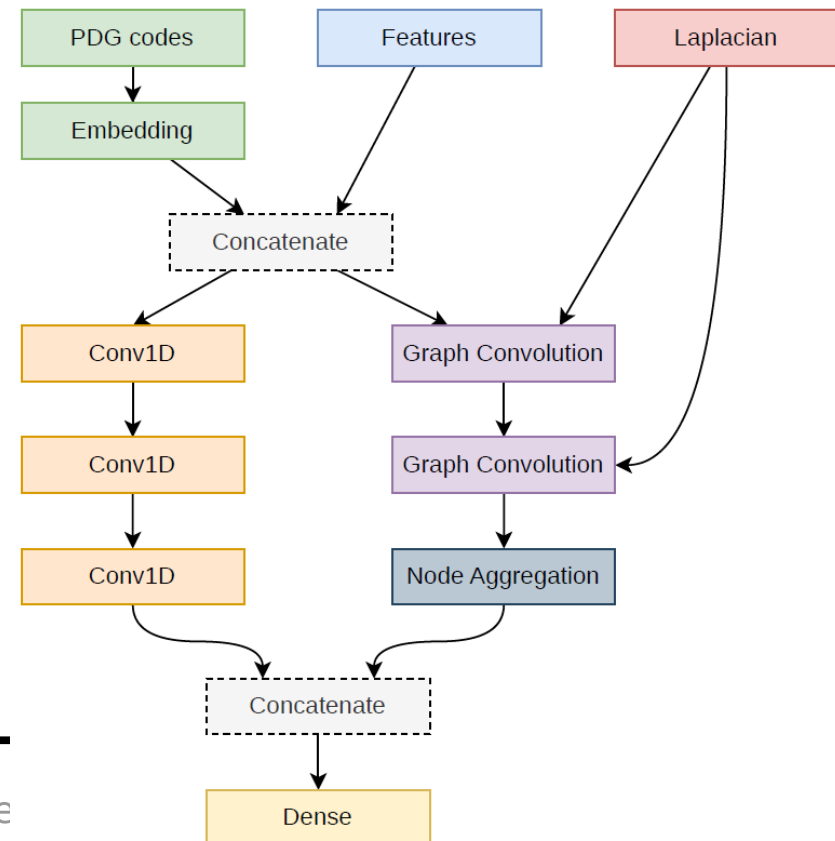 PDG codes
Features
Laplacian
Embedding
Concatenate
Conv1D
Graph Convolution
Conv1D
Graph Convolution
Conv1D
Node Aggregation
Concatenate
Dense